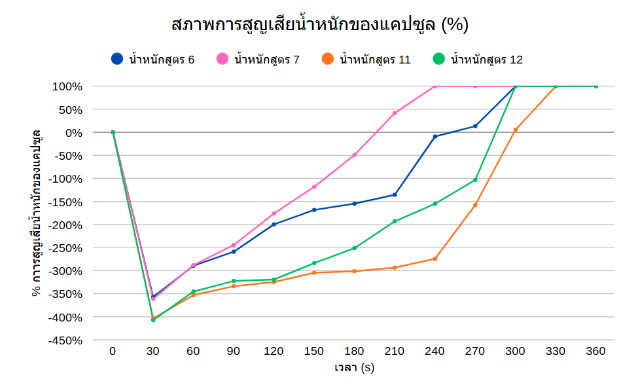 สภาพการสูญเสียน้ำหนักของแคปซูล (%)
น้ำหนักสูตร 6 น้ำหนักสูตร 7 น้ำหนักสูตร 11 น้ำหนักสูตร 12
% การสูญเสียน้ำหนักของแคปซูล
100%
50%
0%
-50%
-100%
-150%
-200%
-250%
-300%
-350%
-400%
-450%
0 30 60 90 120 150 180 210 240 270 300 330 360
เวลา (s)